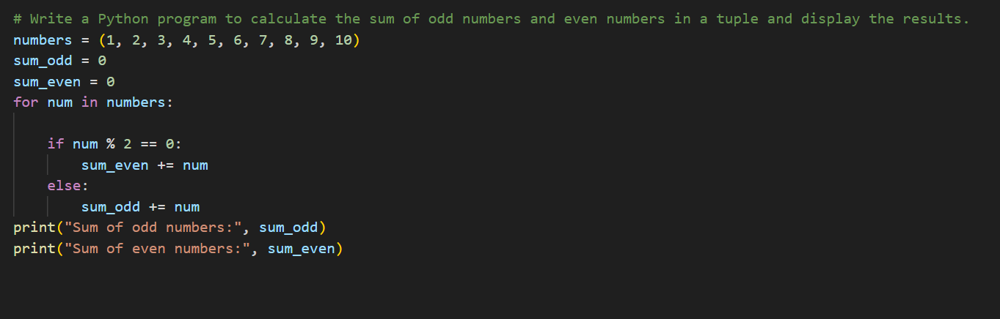 # Write a Python program to calculate the sum of odd numbers and even numbers in a tuple and display the results.
numbers = (1, 2, 3, 4, 5, 6, 7, 8, 9, 10)
sum_odd = 0
sum_even = 0
for num in numbers:
    if num % 2 == 0:
        sum_even += num
    else:
        sum_odd += num
print("Sum of odd numbers:", sum_odd)
print("Sum of even numbers:", sum_even)